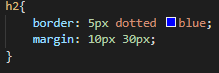 h2{
    border: 5px dotted blue;
    margin: 10px 30px;
}